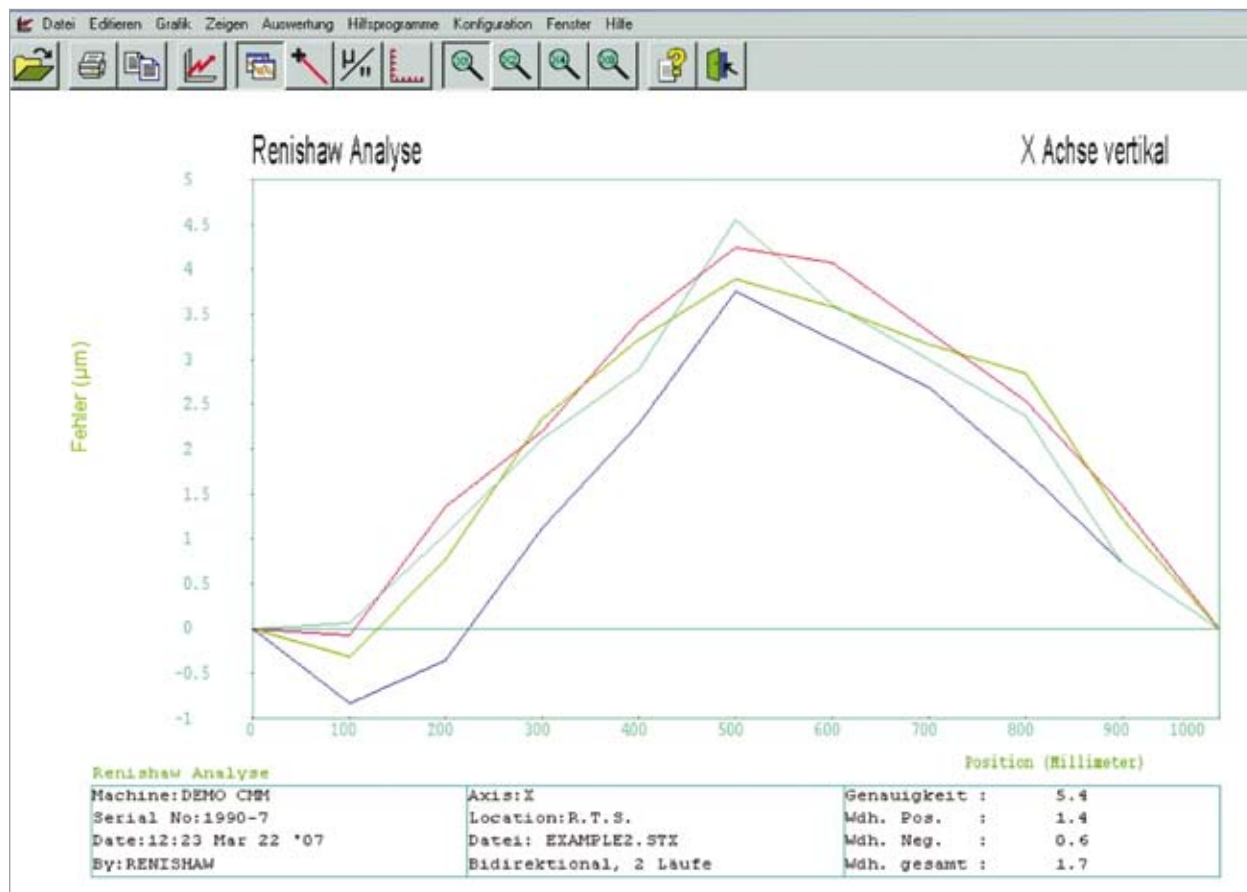 Datei Editieren Grafik Zeigen Auswertung Hilfsprogramme Konfiguration Fenster Hilfe
Renishaw Analyse
X Achse vertikal
Fehler (µm)
5
4.5
4
3.5
3
2.5
2
1.5
1
0.5
0
-0.5
-1
0 100 200 300 400 500 600 700 800 900 1000
Position (Millimeter)
Renishaw Analyse
Machine:DEMO CMM
Serial No:1990-7
Date:12:23 Mar 22 '07
By:RENISHAW
Axis:X
Location:R.T.S.
Datei: EXAMPLE2.STX
Bidirektional, 2 Läufe
Genauigkeit : 5.4
Wdh. Pos. : 1.4
Wdh. Neg. : 0.6
Wdh. gesamt : 1.7